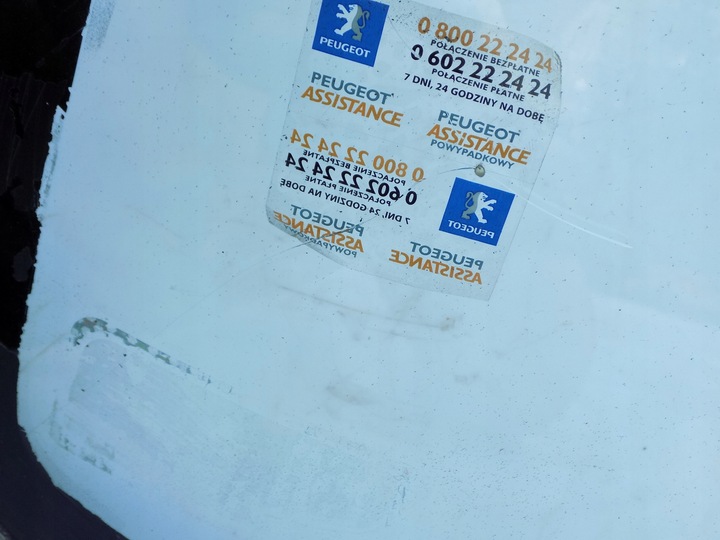 PEUGEOT
0 800 22 24 24
POŁĄCZENIE BEZPŁATNE
0 602 22 24 24
POŁĄCZENIE PŁATNE
7 DNI, 24 GODZINY NA DOBĘ
PEUGEOT
ASSISTANCE
PEUGEOT
ASSISTANCE
POWYPADKOWY
0 800 22 24 24
POŁĄCZENIE BEZPŁATNE
0 602 22 24 24
POŁĄCZENIE PŁATNE
7 DNI, 24 GODZINY NA DOBĘ
PEUGEOT
PEUGEOT
ASSISTANCE
POWYPADKOWY
PEUGEOT
ASSISTANCE